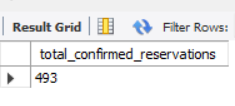 Result Grid Filter Rows:
total_confirmed_reservations
493